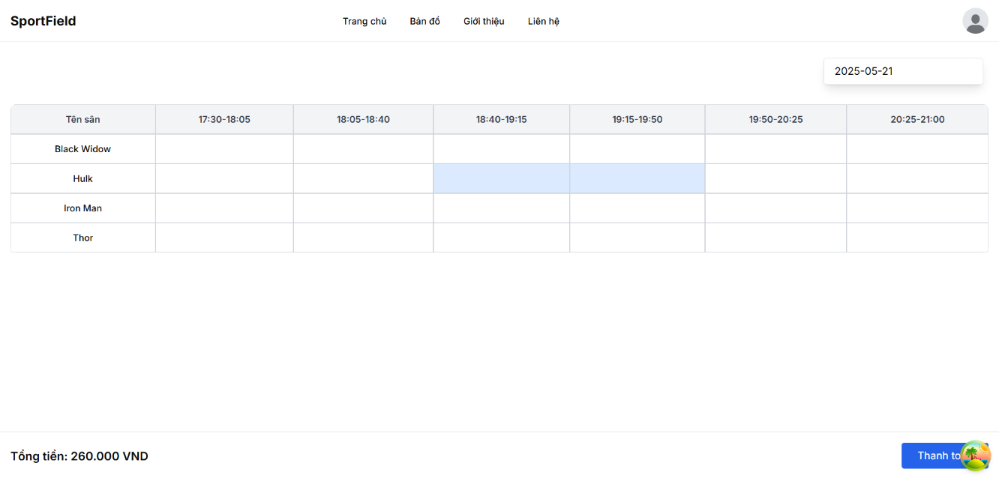 SportField Trang chủ Bản đồ Giới thiệu Liên hệ
2025-05-21
Tên sân 17:30-18:05 18:05-18:40 18:40-19:15 19:15-19:50 19:50-20:25 20:25-21:00
Black Widow
Hulk
Iron Man
Thor
Tổng tiền: 260.000 VND Thanh